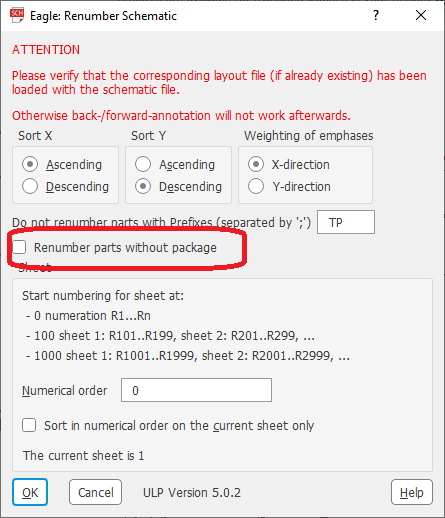 SCH
Eagle: Renumber Schematic
ATTENTION
Please verify that the corresponding layout file (if already existing) has been
loaded with the schematic file.
Otherwise back-/forward-annotation will not work afterwards.
Sort X
Sort Y
Weighting of emphases
Ascending
Ascending
X-direction
Descending
Descending
Y-direction
Do not renumber parts with Prefixes (separated by ';') TP
Renumber parts without package
Sheet
Start numbering for sheet at:
- 0 numeration R1...Rn
- 100 sheet 1: R101..R199, sheet 2: R201..R299, ...
- 1000 sheet 1: R1001..R1999, sheet 2: R2001..R2999, ...
Numerical order 0
Sort in numerical order on the current sheet only
The current sheet is 1
OK Cancel ULP Version 5.0.2 Help